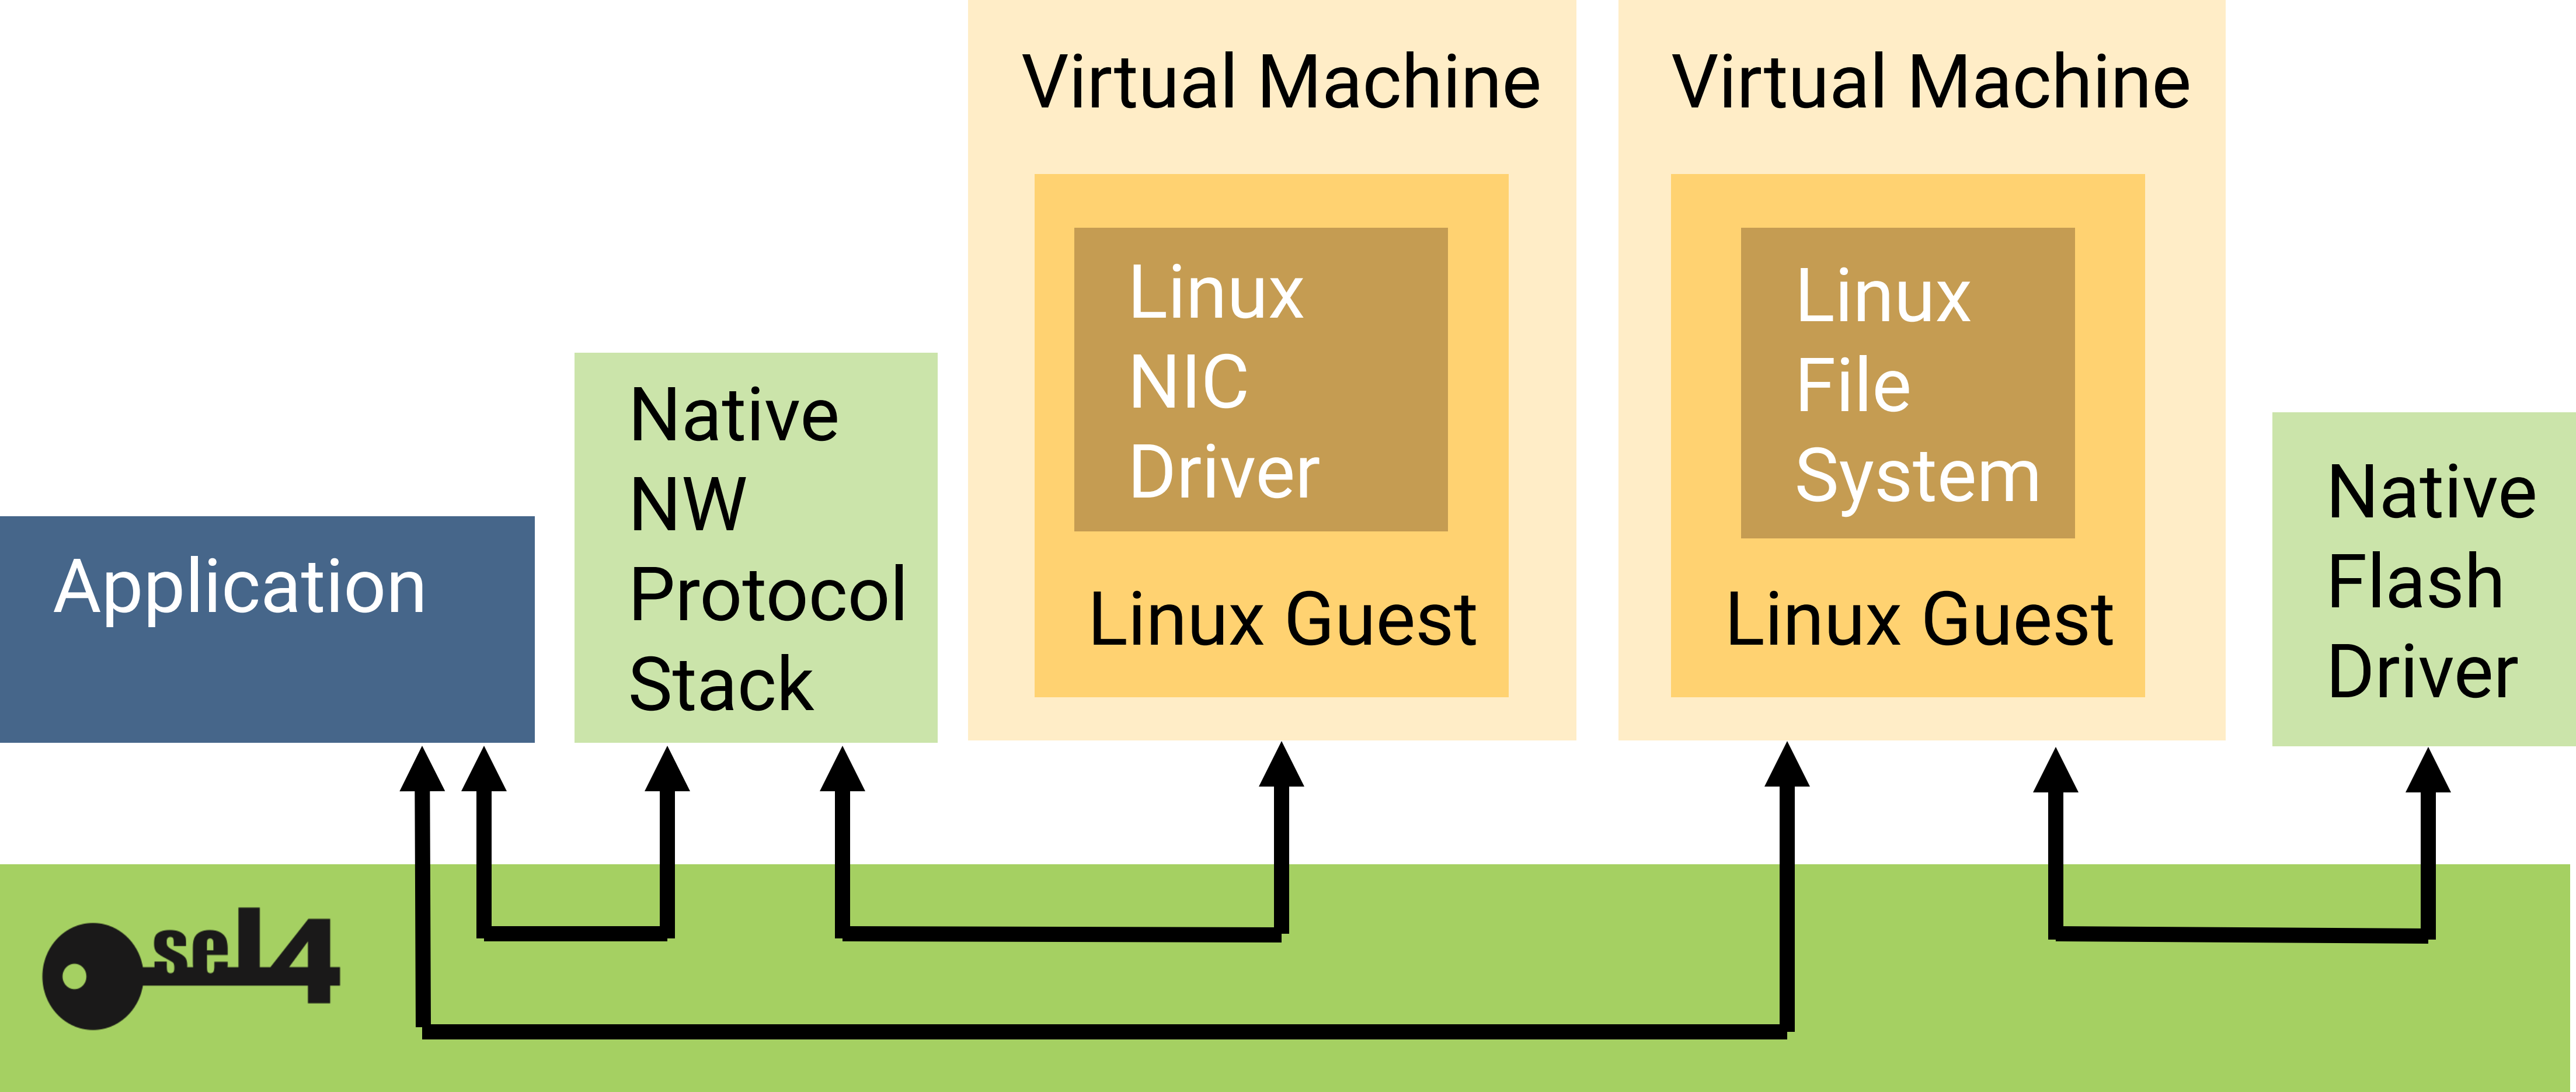 Virtual Machine
Virtual Machine
Linux
NIC
Driver
Linux Guest
Linux
File
System
Linux Guest
Native
NW
Protocol
Stack
Native
Flash
Driver
Application
seL4